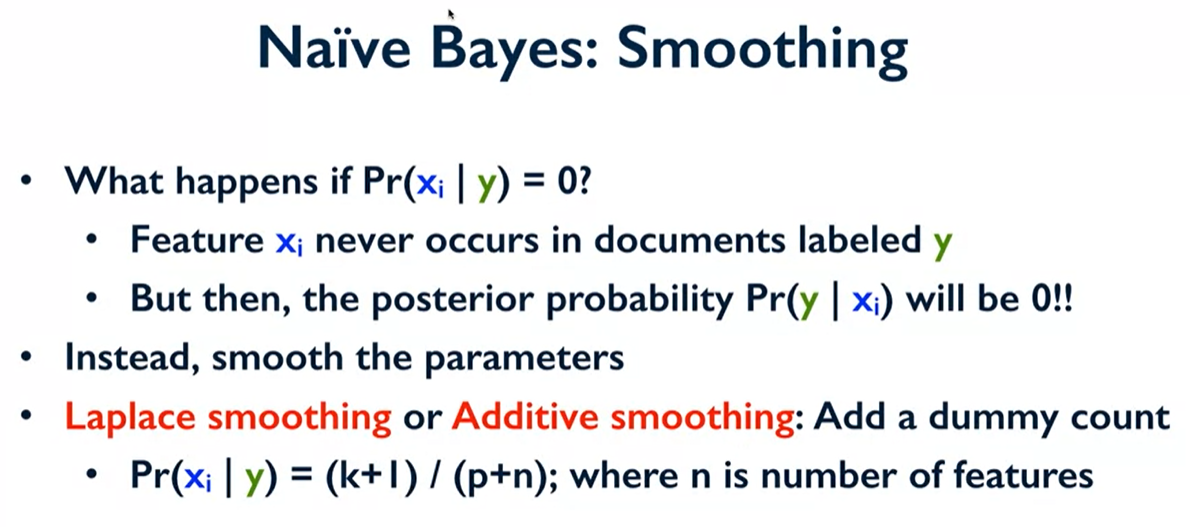 Naïve Bayes: Smoothing
• What happens if Pr(xᵢ | y) = 0?
• Feature xᵢ never occurs in documents labeled y
• But then, the posterior probability Pr(y | xᵢ) will be 0!!
• Instead, smooth the parameters
• Laplace smoothing or Additive smoothing: Add a dummy count
• Pr(xᵢ | y) = (k+1) / (p+n); where n is number of features